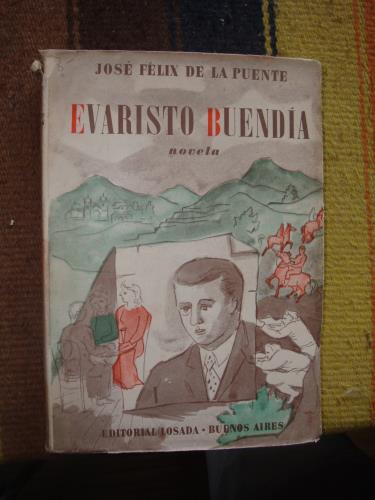 JOSÉ FÉLIX DE LA PUENTE
EVARISTO BUENDÍA
novela
EDITORIAL LOSADA · BUENOS AIRES